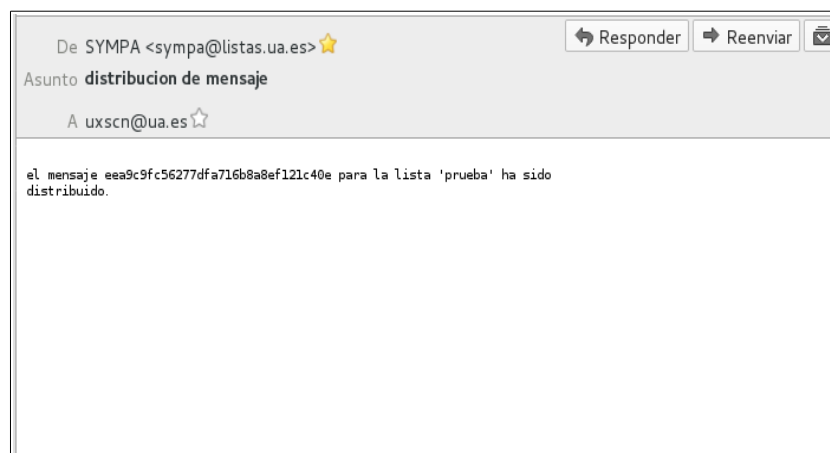 De SYMPA <sympa@listas.ua.es>
Responder Reenviar
Asunto distribucion de mensaje
A uxscn@ua.es
el mensaje eea9c9fc56277dfa716b8a8ef121c40e para la lista 'prueba' ha sido
distribuido.